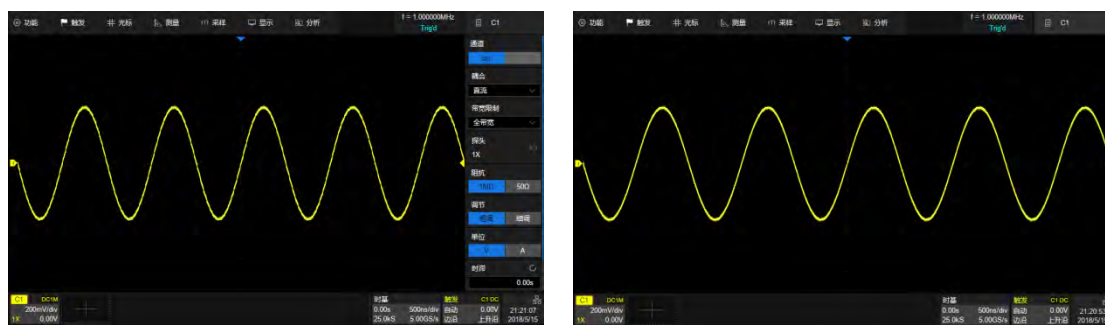 功能 触发 光标 测量 采样 显示 分析 f = 1.000000MHz C1
Trig'd
通道
耦合
直流
带宽限制
全带宽
探头
1X
阻抗
1MΩ 50Ω
调节
粗调 细调
单位
V A
时滞
0.00s
C1 DC1M
200mV/div
1X 0.00V
时基
0.00s 500ns/div
25.0kS 5.00GS/s
触发 C1 DC
自动 0.00V
边沿 上升沿
21:21:07
2018/5/15
功能 触发 光标 测量 采样 显示 分析 f = 1.000000MHz C1
Trig'd
C1 DC1M
200mV/div
1X 0.00V
时基
0.00s 500ns/div
25.0kS 5.00GS/s
触发 C1 DC
自动 0.00V
边沿 上升沿